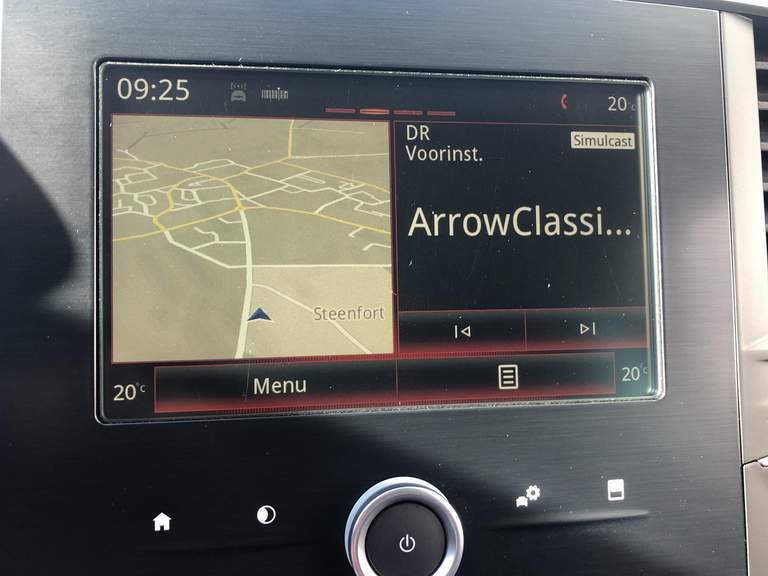 09:25
20°c
DR
Simulcast
Voorinst.
ArrowClassi...
Steenfort
20°c
Menu
20°c